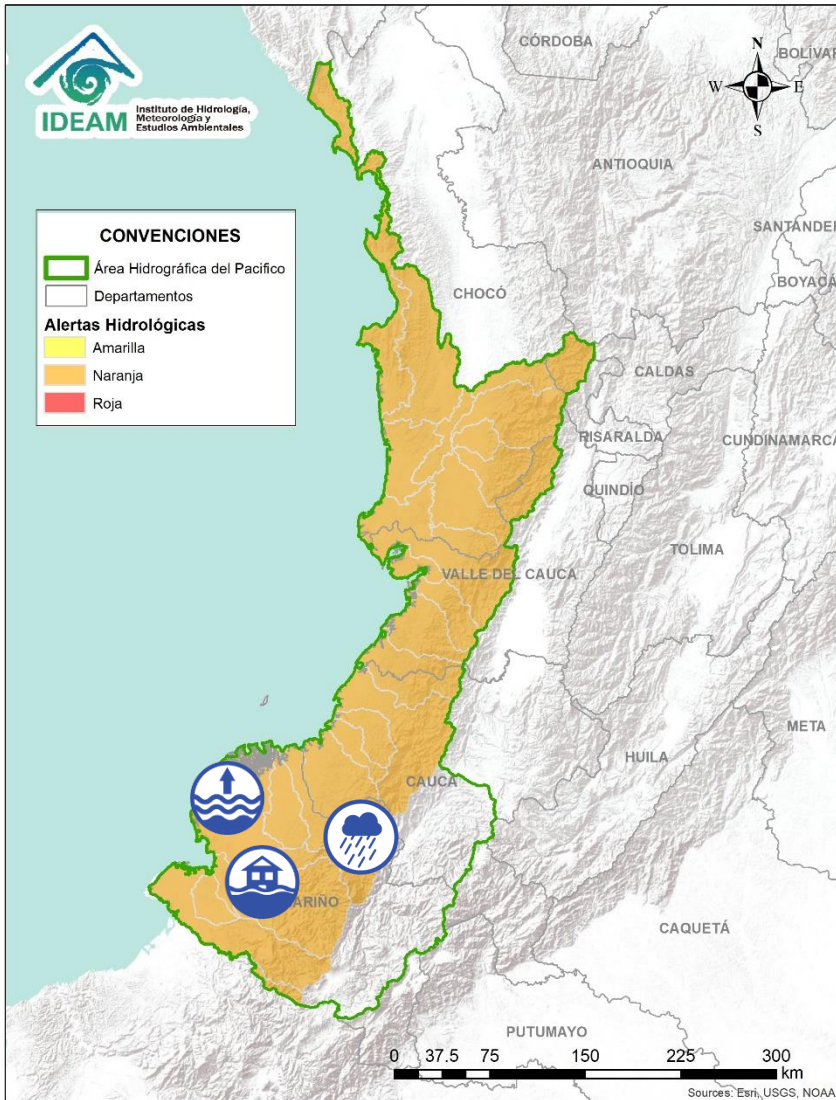 IDEAM
Instituto de Hidrología,
Meteorología y
Estudios Ambientales
N
W E
S
CÓRDOBA
BOLÍVAR
ANTIOQUIA
SANTANDER
BOYACÁ
CONVENCIONES
Área Hidrográfica del Pacifico
Departamentos
Alertas Hidrológicas
Amarilla
Naranja
Roja
CHOCÓ
CALDAS
RISARALDA
CUNDINAMARCA
QUINDÍO
TOLIMA
VALLE DEL CAUCA
META
HUILA
CAUCA
ARIÑO
CAQUETÁ
PUTUMAYO
0 37.5 75 150 225 300
km
Sources: Esri, USGS, NOAA